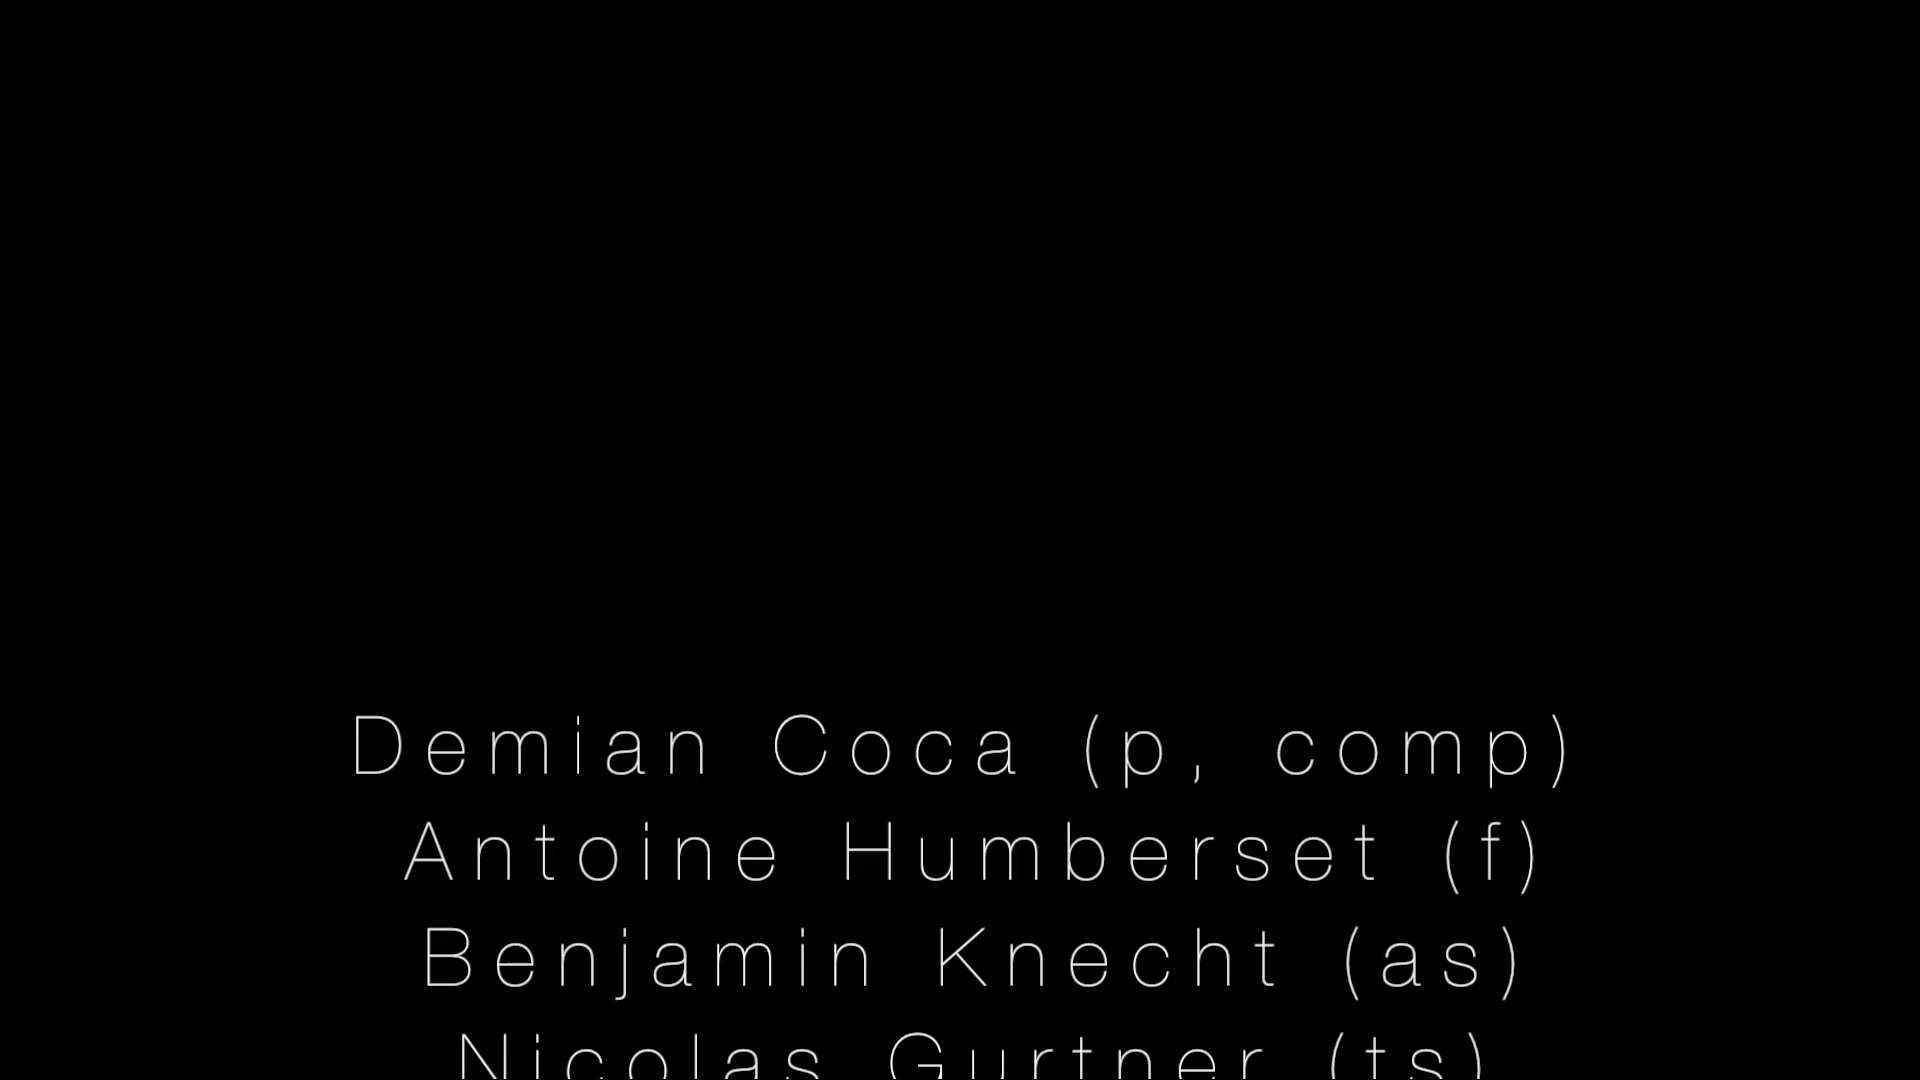 Demian Coca (p, comp)
Antoine Humberset (f)
Benjamin Knecht (as)
Nicolas Gurtner (ts)